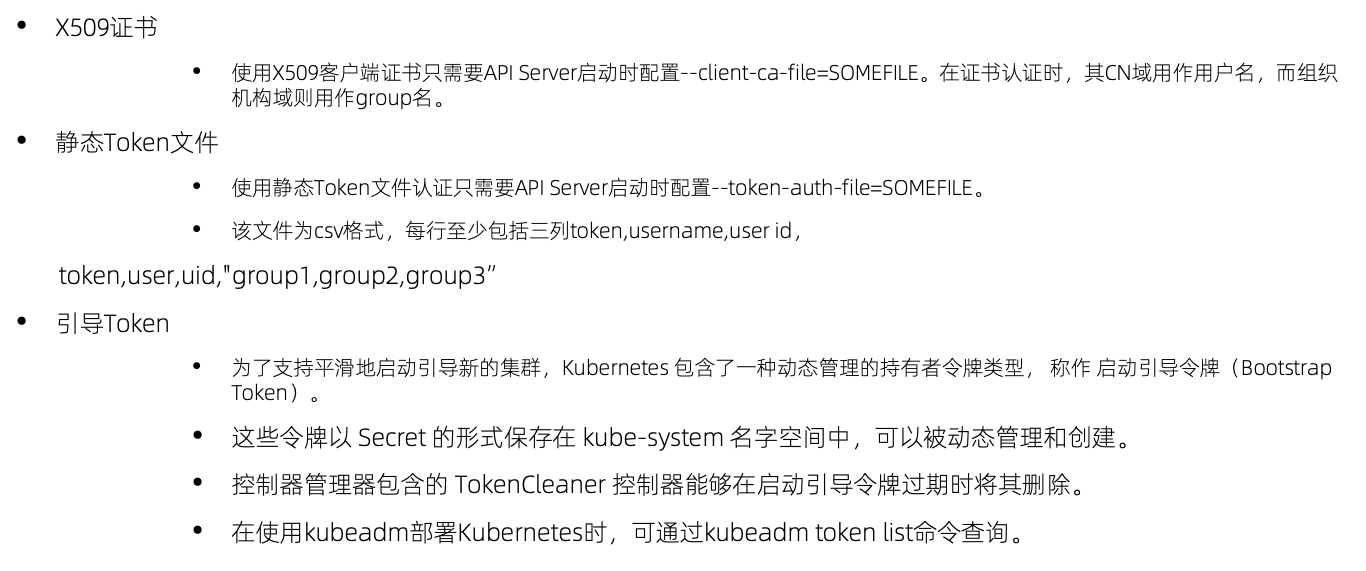 • X509证书
• 使用X509客户端证书只需要API Server启动时配置--client-ca-file=SOMEFILE。在证书认证时，其CN域用作用户名，而组织
机构域则用作group名。
• 静态Token文件
• 使用静态Token文件认证只需要API Server启动时配置--token-auth-file=SOMEFILE。
• 该文件为csv格式，每行至少包括三列token,username,user id，
token,user,uid,"group1,group2,group3”
• 引导Token
• 为了支持平滑地启动引导新的集群，Kubernetes 包含了一种动态管理的持有者令牌类型， 称作 启动引导令牌（Bootstrap
Token）。
• 这些令牌以 Secret 的形式保存在 kube-system 名字空间中，可以被动态管理和创建。
• 控制器管理器包含的 TokenCleaner 控制器能够在启动引导令牌过期时将其删除。
• 在使用kubeadm部署Kubernetes时，可通过kubeadm token list命令查询。